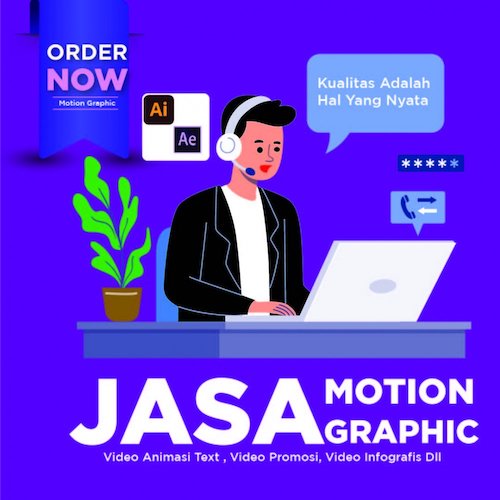 ORDER
NOW
Motion Graphic
Ai
Ae
Kualitas Adalah
Hal Yang Nyata
*****
JASA MOTION
GRAPHIC
Video Animasi Text , Video Promosi, Video Infografis Dll